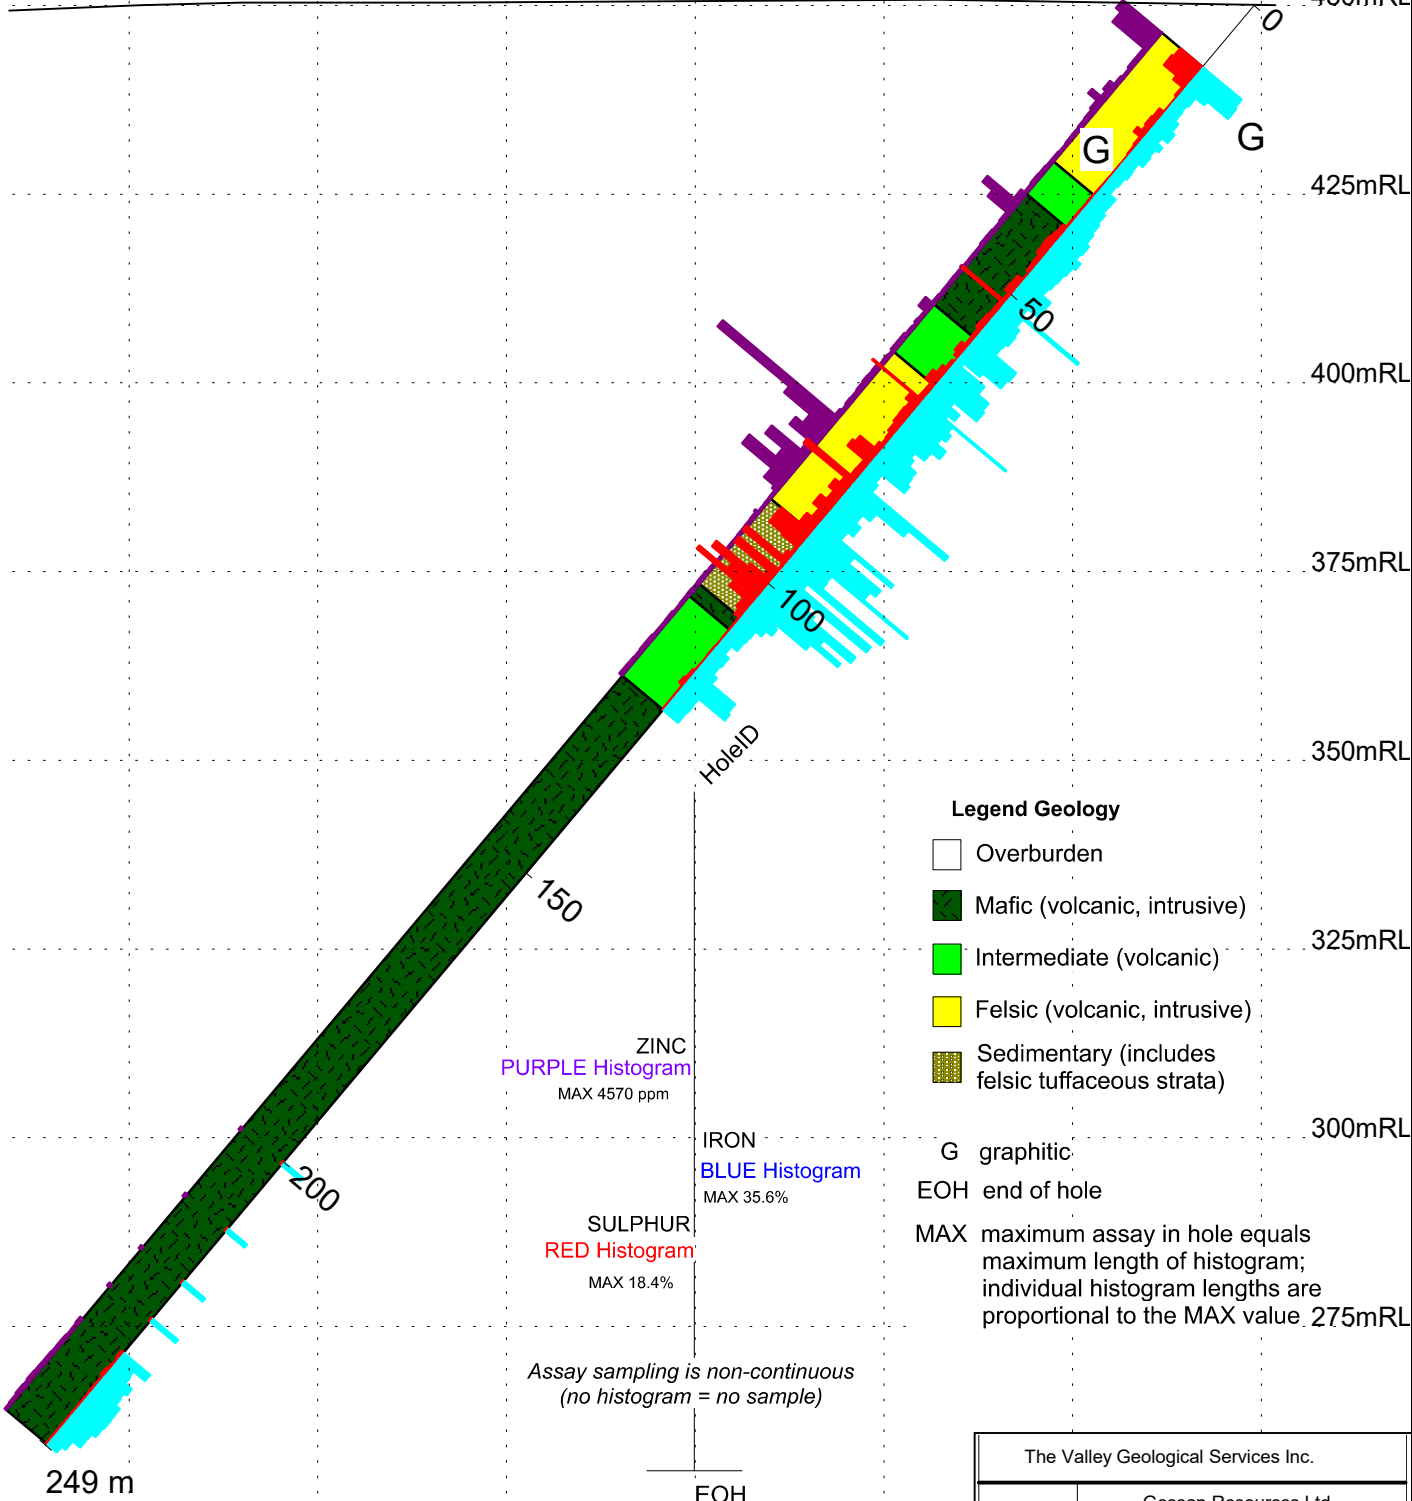 0
G
G
425mRL
50
400mRL
375mRL
100
350mRL
HoleID
Legend Geology
Overburden
150
Mafic (volcanic, intrusive)
325mRL
Intermediate (volcanic)
Felsic (volcanic, intrusive)
ZINC
PURPLE Histogram
MAX 4570 ppm
Sedimentary (includes
felsic tuffaceous strata)
300mRL
IRON
BLUE Histogram
MAX 35.6%
G graphitic
EOH end of hole
200
SULPHUR
RED Histogram
MAX 18.4%
MAX maximum assay in hole equals
maximum length of histogram;
individual histogram lengths are
proportional to the MAX value
275mRL
Assay sampling is non-continuous
(no histogram = no sample)
249 m
EOH
The Valley Geological Services Inc.